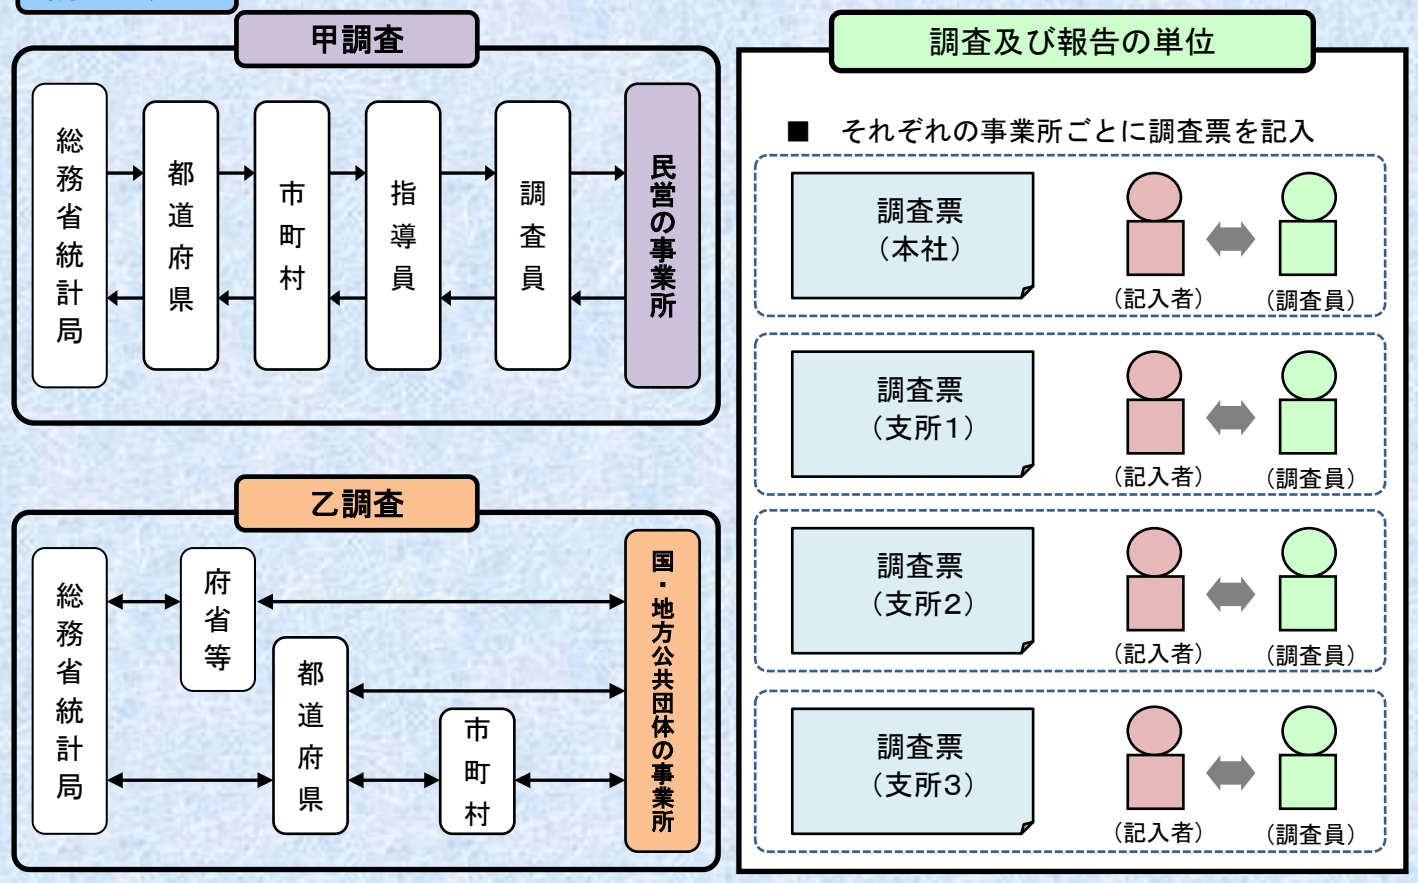 甲調査
総務省統計局
都道府県
市町村
指導員
調査員
民営の事業所
乙調査
総務省統計局
府省等
都道府県
市町村
国・地方公共団体の事業所
調査及び報告の単位
■　それぞれの事業所ごとに調査票を記入
調査票
（本社）
（記入者）
（調査員）
調査票
（支所１）
（記入者）
（調査員）
調査票
（支所２）
（記入者）
（調査員）
調査票
（支所３）
（記入者）
（調査員）